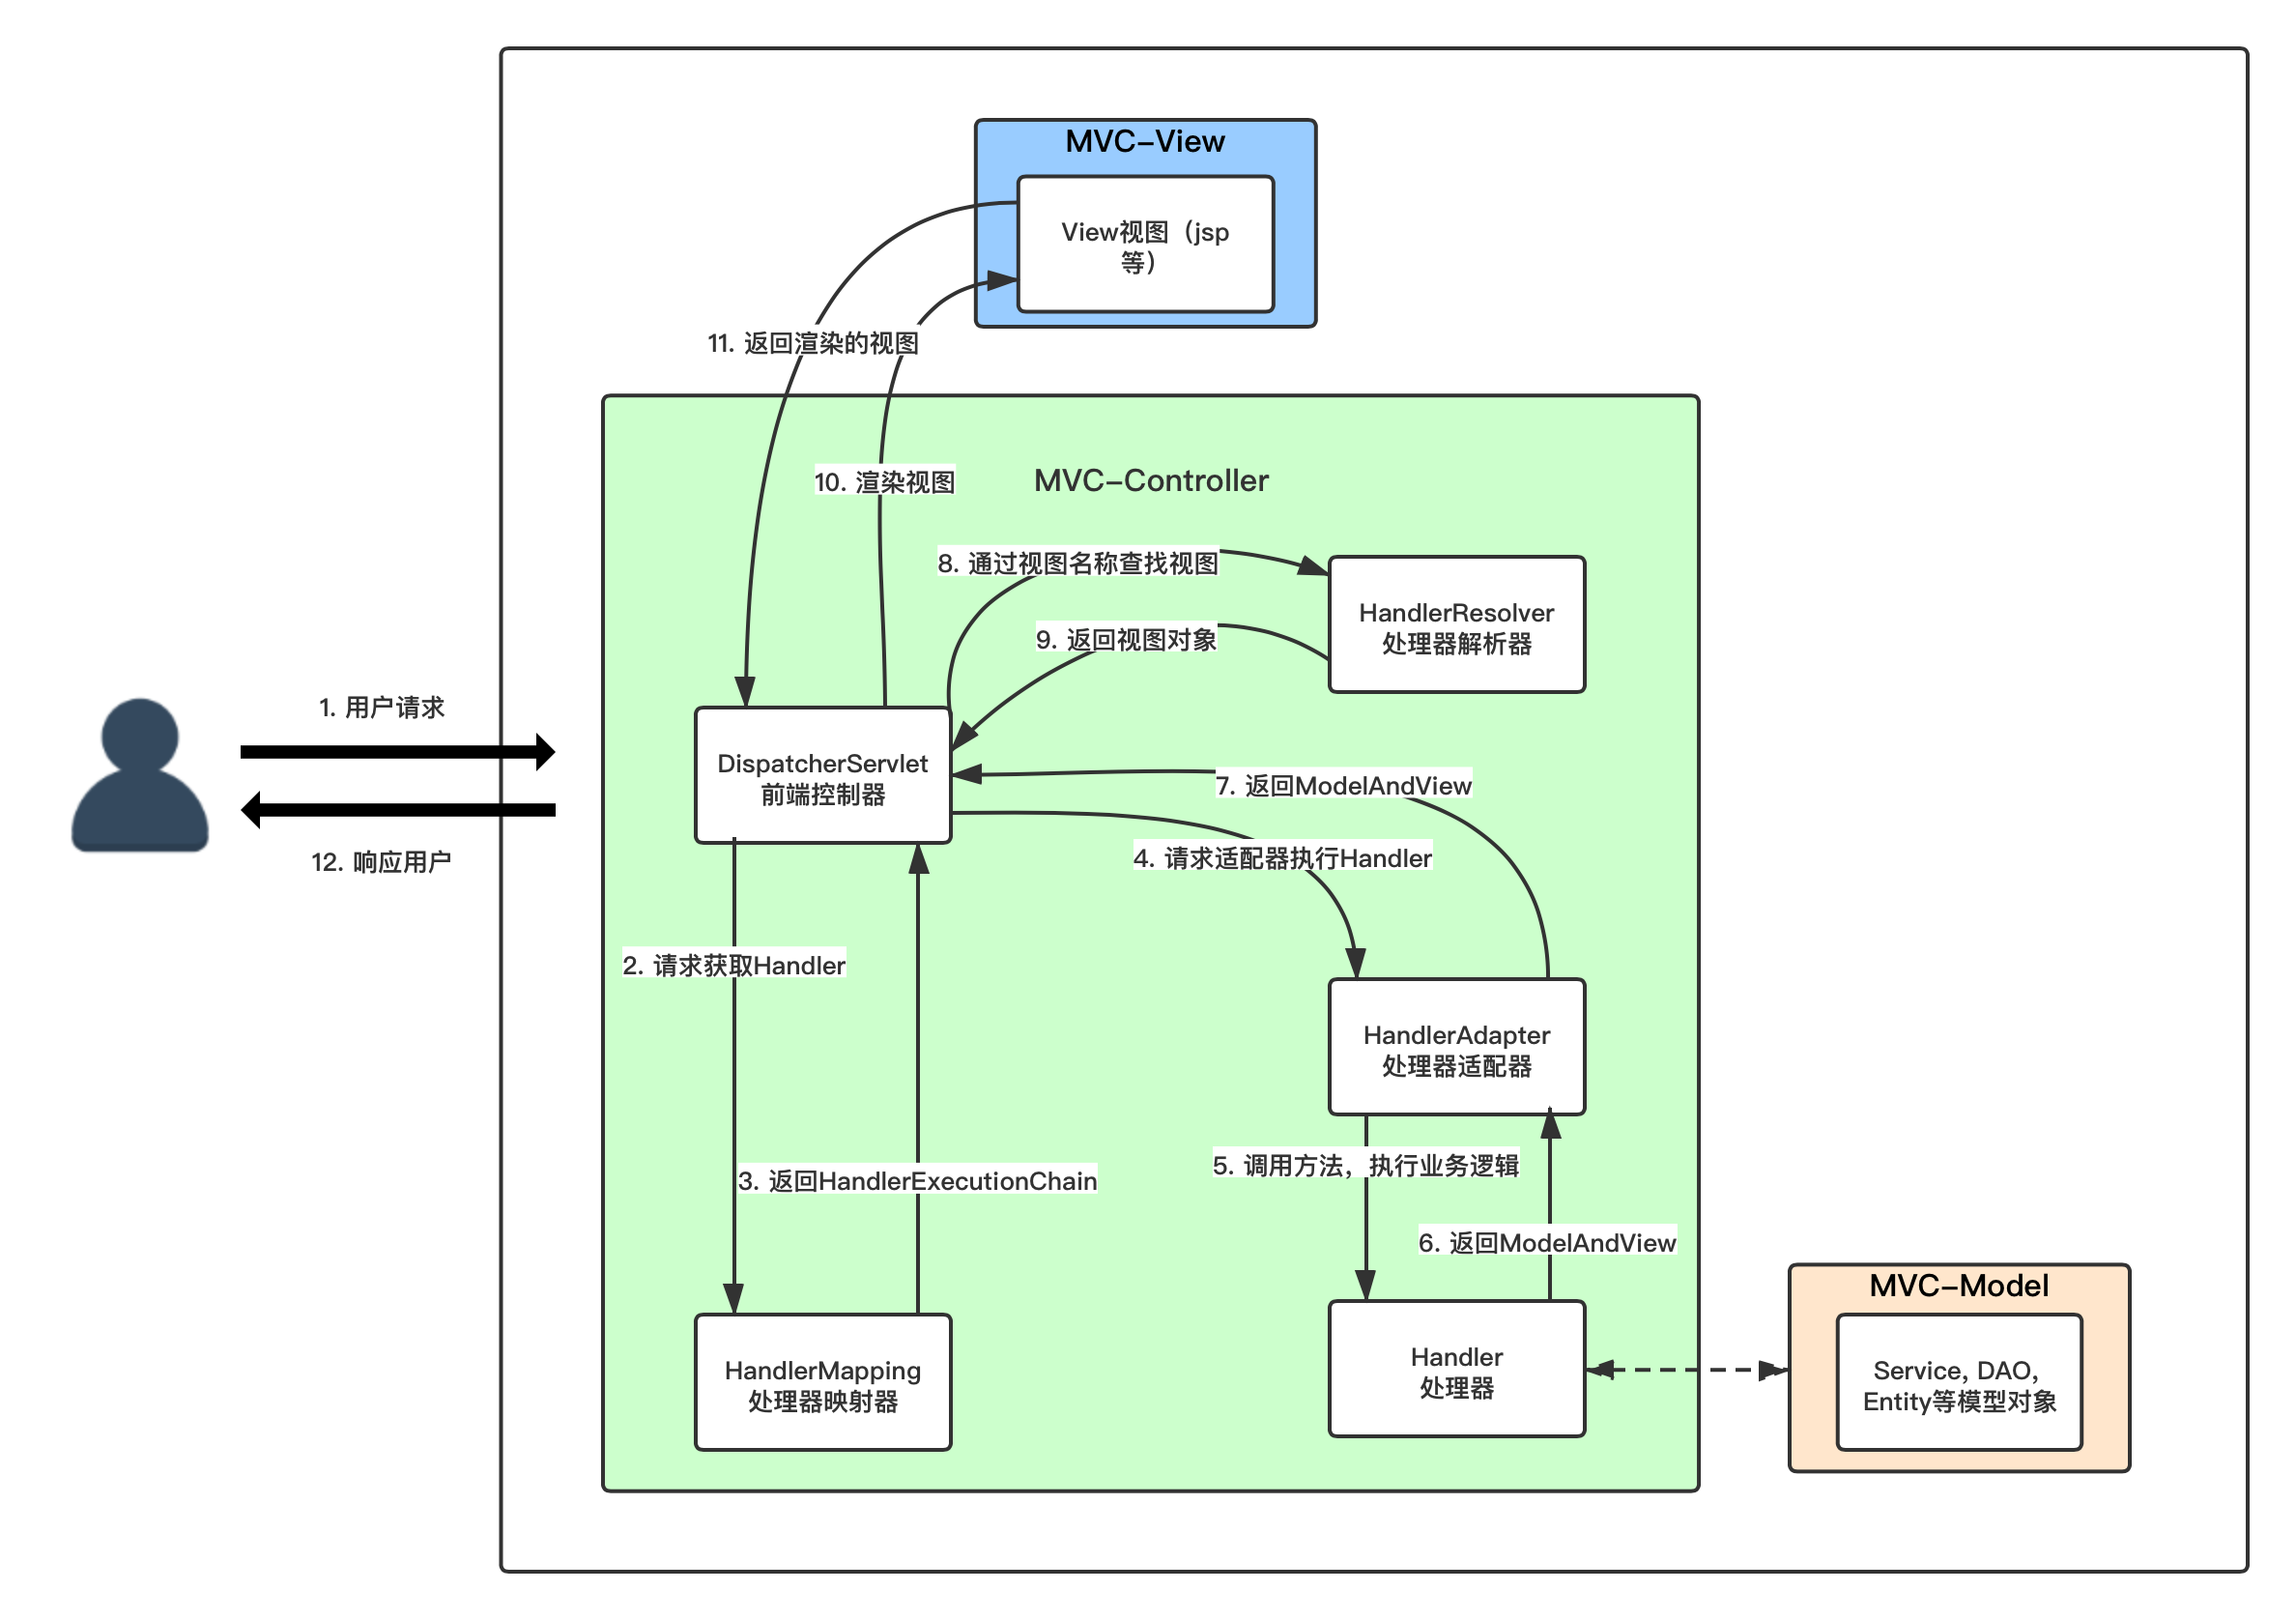 MVC-View
View视图（jsp
等）
11. 返回渲染的视图
10. 渲染视图
MVC-Controller
8. 通过视图名称查找视图
HandlerResolver
处理器解析器
9. 返回视图对象
1. 用户请求
DispatcherServlet
前端控制器
7. 返回ModelAndView
12. 响应用户
4. 请求适配器执行Handler
2. 请求获取Handler
HandlerAdapter
处理器适配器
5. 调用方法，执行业务逻辑
3. 返回HandlerExecutionChain
6. 返回ModelAndView
MVC-Model
HandlerMapping
处理器映射器
Handler
处理器
Service, DAO,
Entity等模型对象